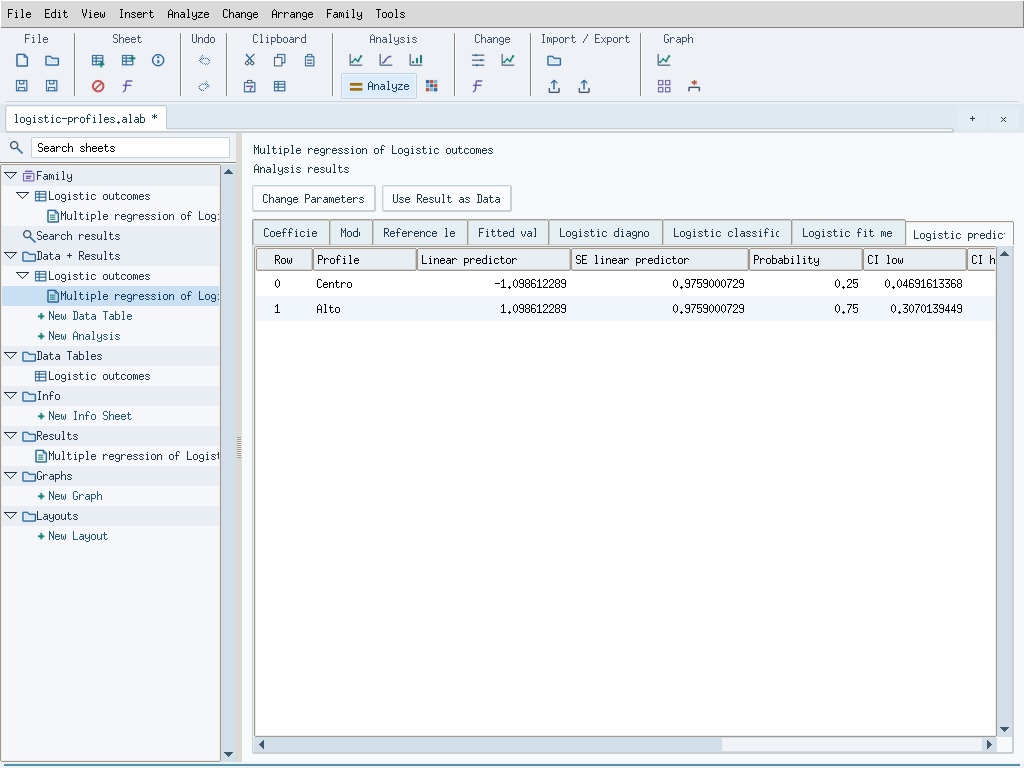 File Edit View Insert Analyze Change Arrange Family Tools
File Sheet Undo Clipboard Analysis Change Import / Export Graph
Analyze
logistic-profiles.alab * + ×
Search sheets
Family
Logistic outcomes
Multiple regression of Logi
Search results
Data + Results
Logistic outcomes
Multiple regression of Logi
+ New Data Table
+ New Analysis
Data Tables
Logistic outcomes
Info
+ New Info Sheet
Results
Multiple regression of Logist
Graphs
+ New Graph
Layouts
+ New Layout
Multiple regression of Logistic outcomes
Analysis results
Change Parameters Use Result as Data
Coefficie Mode Reference le Fitted val Logistic diagno Logistic classific Logistic fit me Logistic predic
Row Profile Linear predictor SE linear predictor Probability CI low CI h
0 Centro -1.098612289 0.9759000729 0.25 0.04691613368
1 Alto 1.098612289 0.9759000729 0.75 0.3070139449